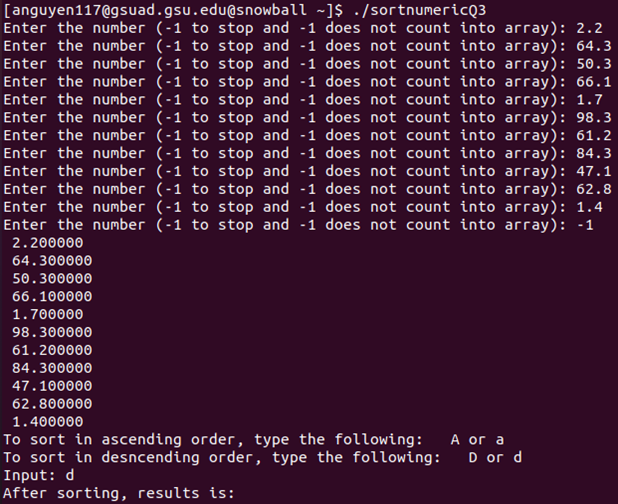 [anguyen117@gsuad.gsu.edu@snowball ~]$ ./sortnumericQ3
Enter the number (-1 to stop and -1 does not count into array): 2.2
Enter the number (-1 to stop and -1 does not count into array): 64.3
Enter the number (-1 to stop and -1 does not count into array): 50.3
Enter the number (-1 to stop and -1 does not count into array): 66.1
Enter the number (-1 to stop and -1 does not count into array): 1.7
Enter the number (-1 to stop and -1 does not count into array): 98.3
Enter the number (-1 to stop and -1 does not count into array): 61.2
Enter the number (-1 to stop and -1 does not count into array): 84.3
Enter the number (-1 to stop and -1 does not count into array): 47.1
Enter the number (-1 to stop and -1 does not count into array): 62.8
Enter the number (-1 to stop and -1 does not count into array): 1.4
Enter the number (-1 to stop and -1 does not count into array): -1
2.200000
64.300000
50.300000
66.100000
1.700000
98.300000
61.200000
84.300000
47.100000
62.800000
1.400000
To sort in ascending order, type the following:   A or a
To sort in desncending order, type the following:   D or d
Input: d
After sorting, results is: